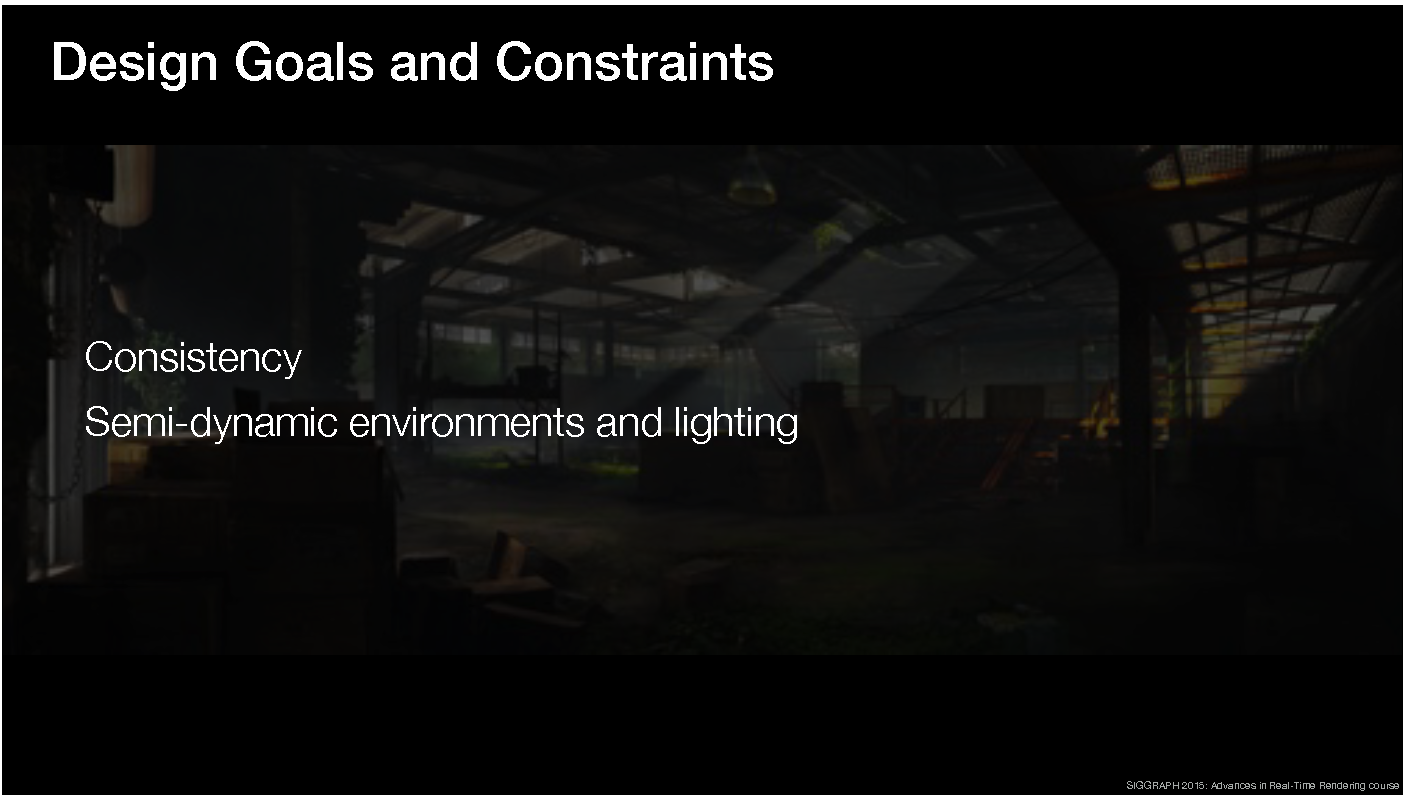 Design Goals and Constraints
Consistency
Semi-dynamic environments and lighting
SIGGRAPH 2015: Advances in Real-Time Rendering course